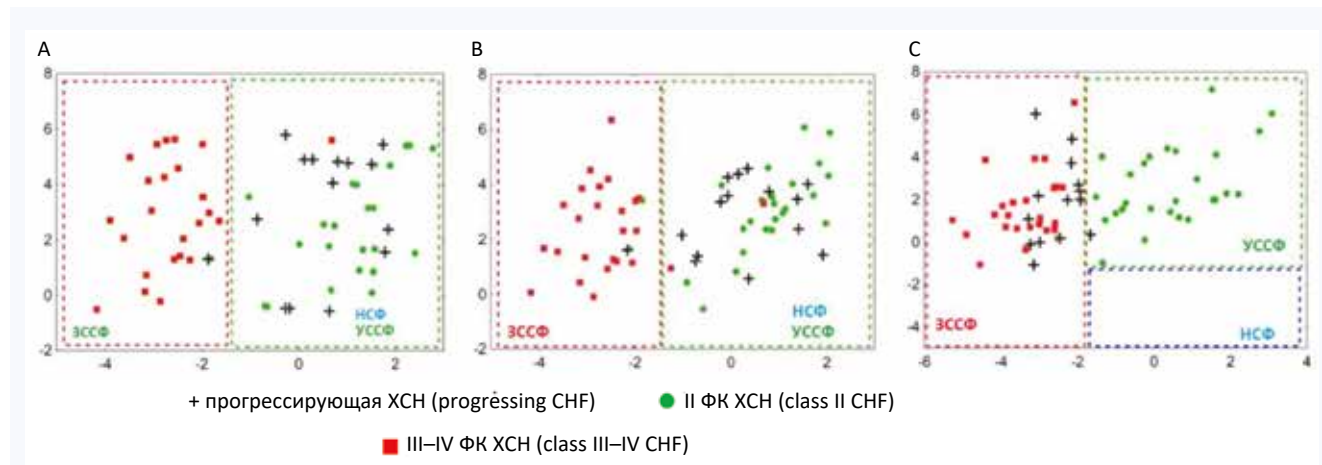 A B C
8 8 8
6 6 6
4 4 4
2 2 2
0 0 0
-2
НСФ НСФ УССФ
ЗССФ УССФ ЗССФ УССФ -4 ЗССФ НСФ
-2 -2
-4 -2 0 2 -4 -2 0 2 -6 -4 -2 0 2 4
+ прогрессирующая ХСН (progressing CHF) II ФК ХСН (class II CHF)
III–IV ФК ХСН (class III–IV CHF)